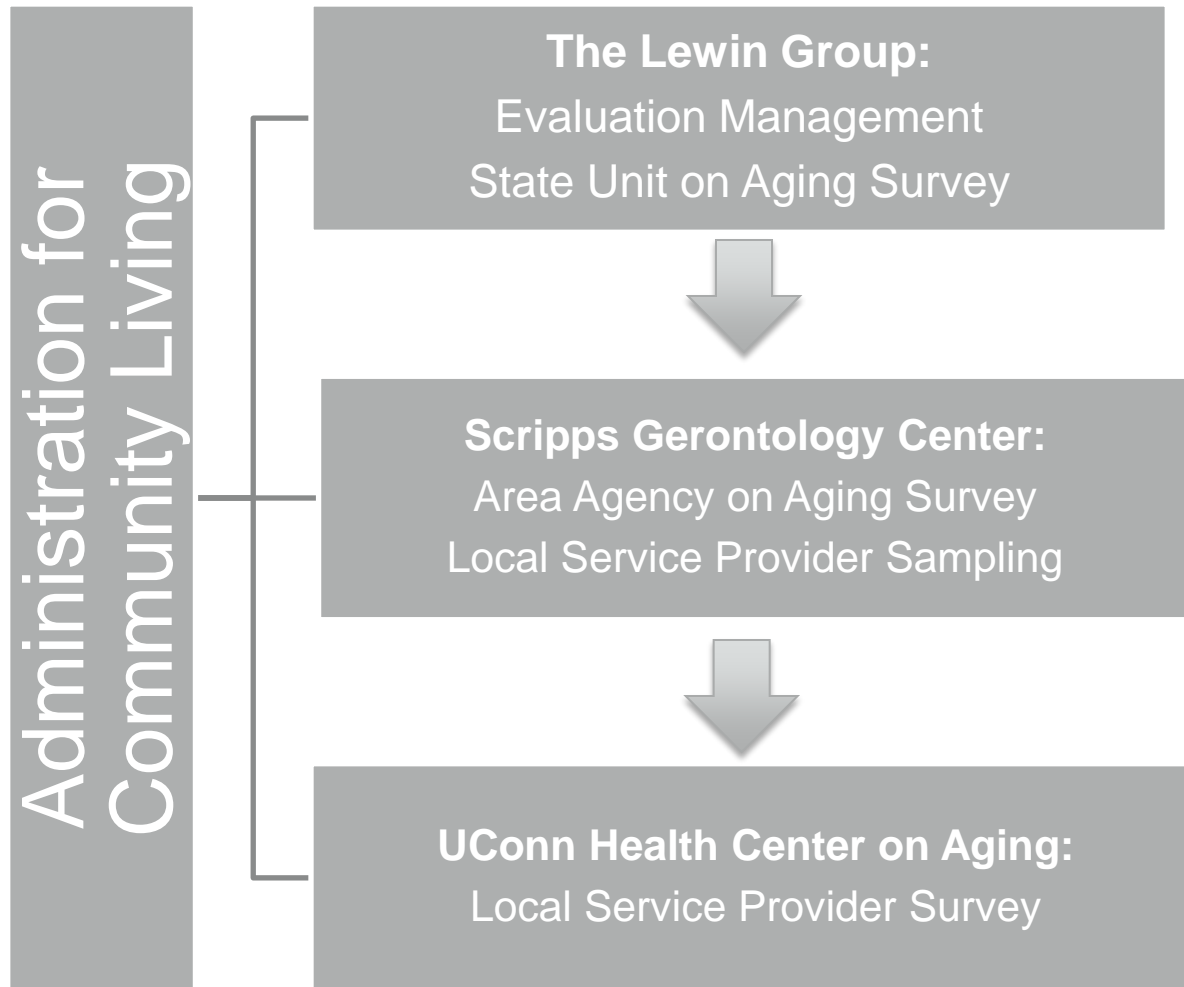 Administration for
Community Living
The Lewin Group:
Evaluation Management
State Unit on Aging Survey
Scripps Gerontology Center:
Area Agency on Aging Survey
Local Service Provider Sampling
UConn Health Center on Aging:
Local Service Provider Survey